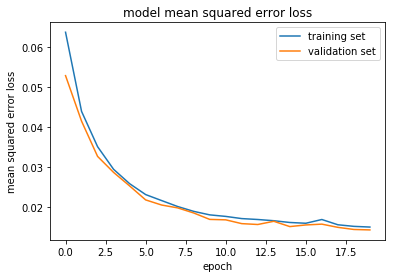 model mean squared error loss
training set
validation set
mean squared error loss
0.06
0.05
0.04
0.03
0.02
0.0 2.5 5.0 7.5 10.0 12.5 15.0 17.5
epoch